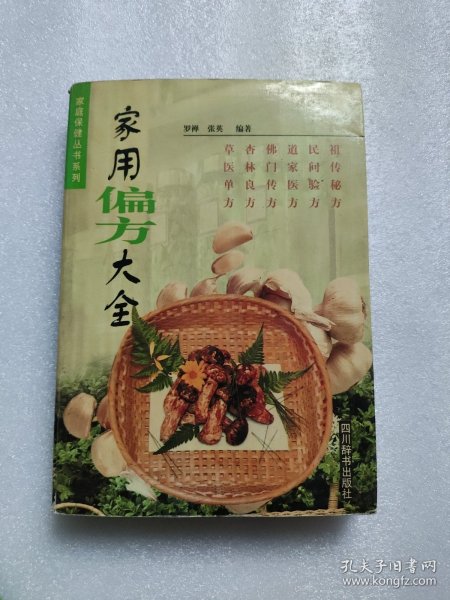 家庭保健丛书系列
家用偏方大全
罗禅 张英 编著
祖传秘方
民间验方
道家医方
佛门传方
杏林良方
草医单方
四川辞书出版社
孔夫子旧书网
www.kongfz.com